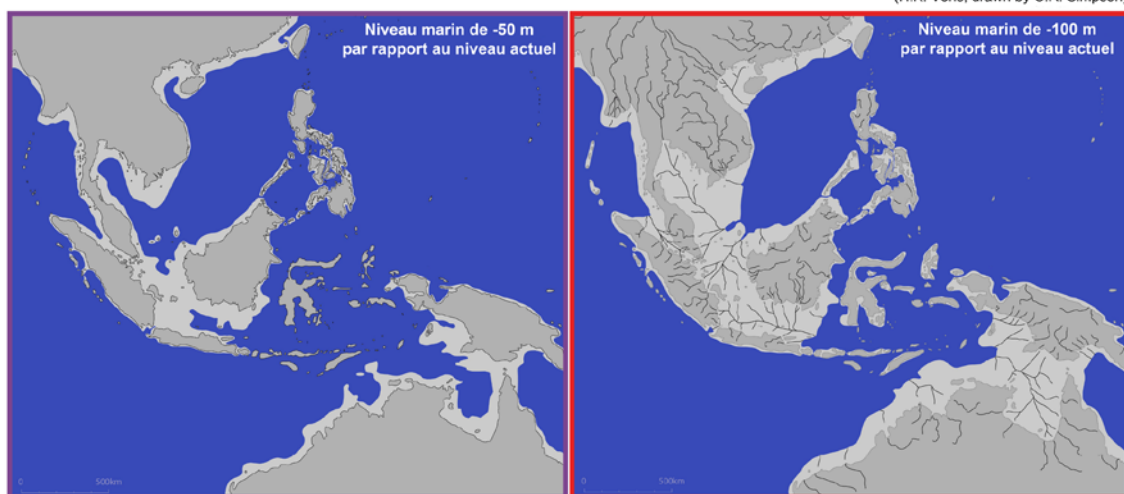 Niveau marin de -50 m
par rapport au niveau actuel
Niveau marin de -100 m
par rapport au niveau actuel
0
500km
0
500km